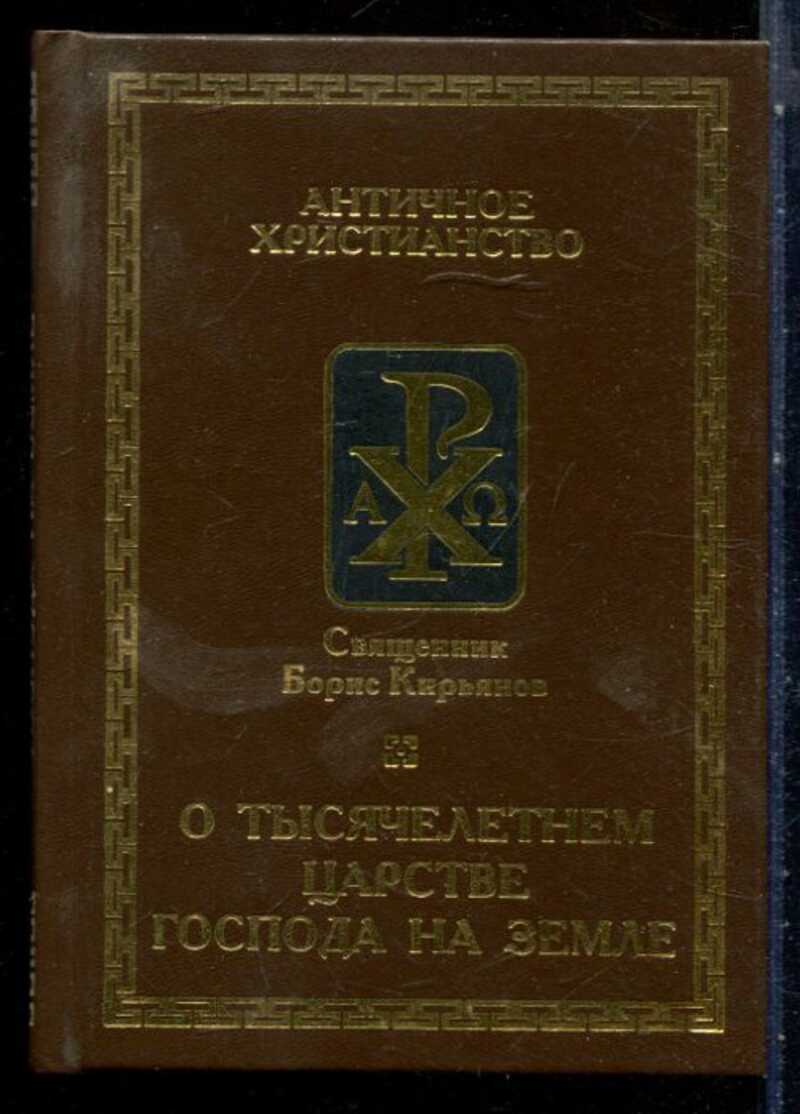 АНТИЧНОЕ
ХРИСТИАНСТВО
Α Ω
Священник
Борис Кирьянов
О ТЫСЯЧЕЛЕТНЕМ
ЦАРСТВЕ
ГОСПОДА НА ЗЕМЛЕ